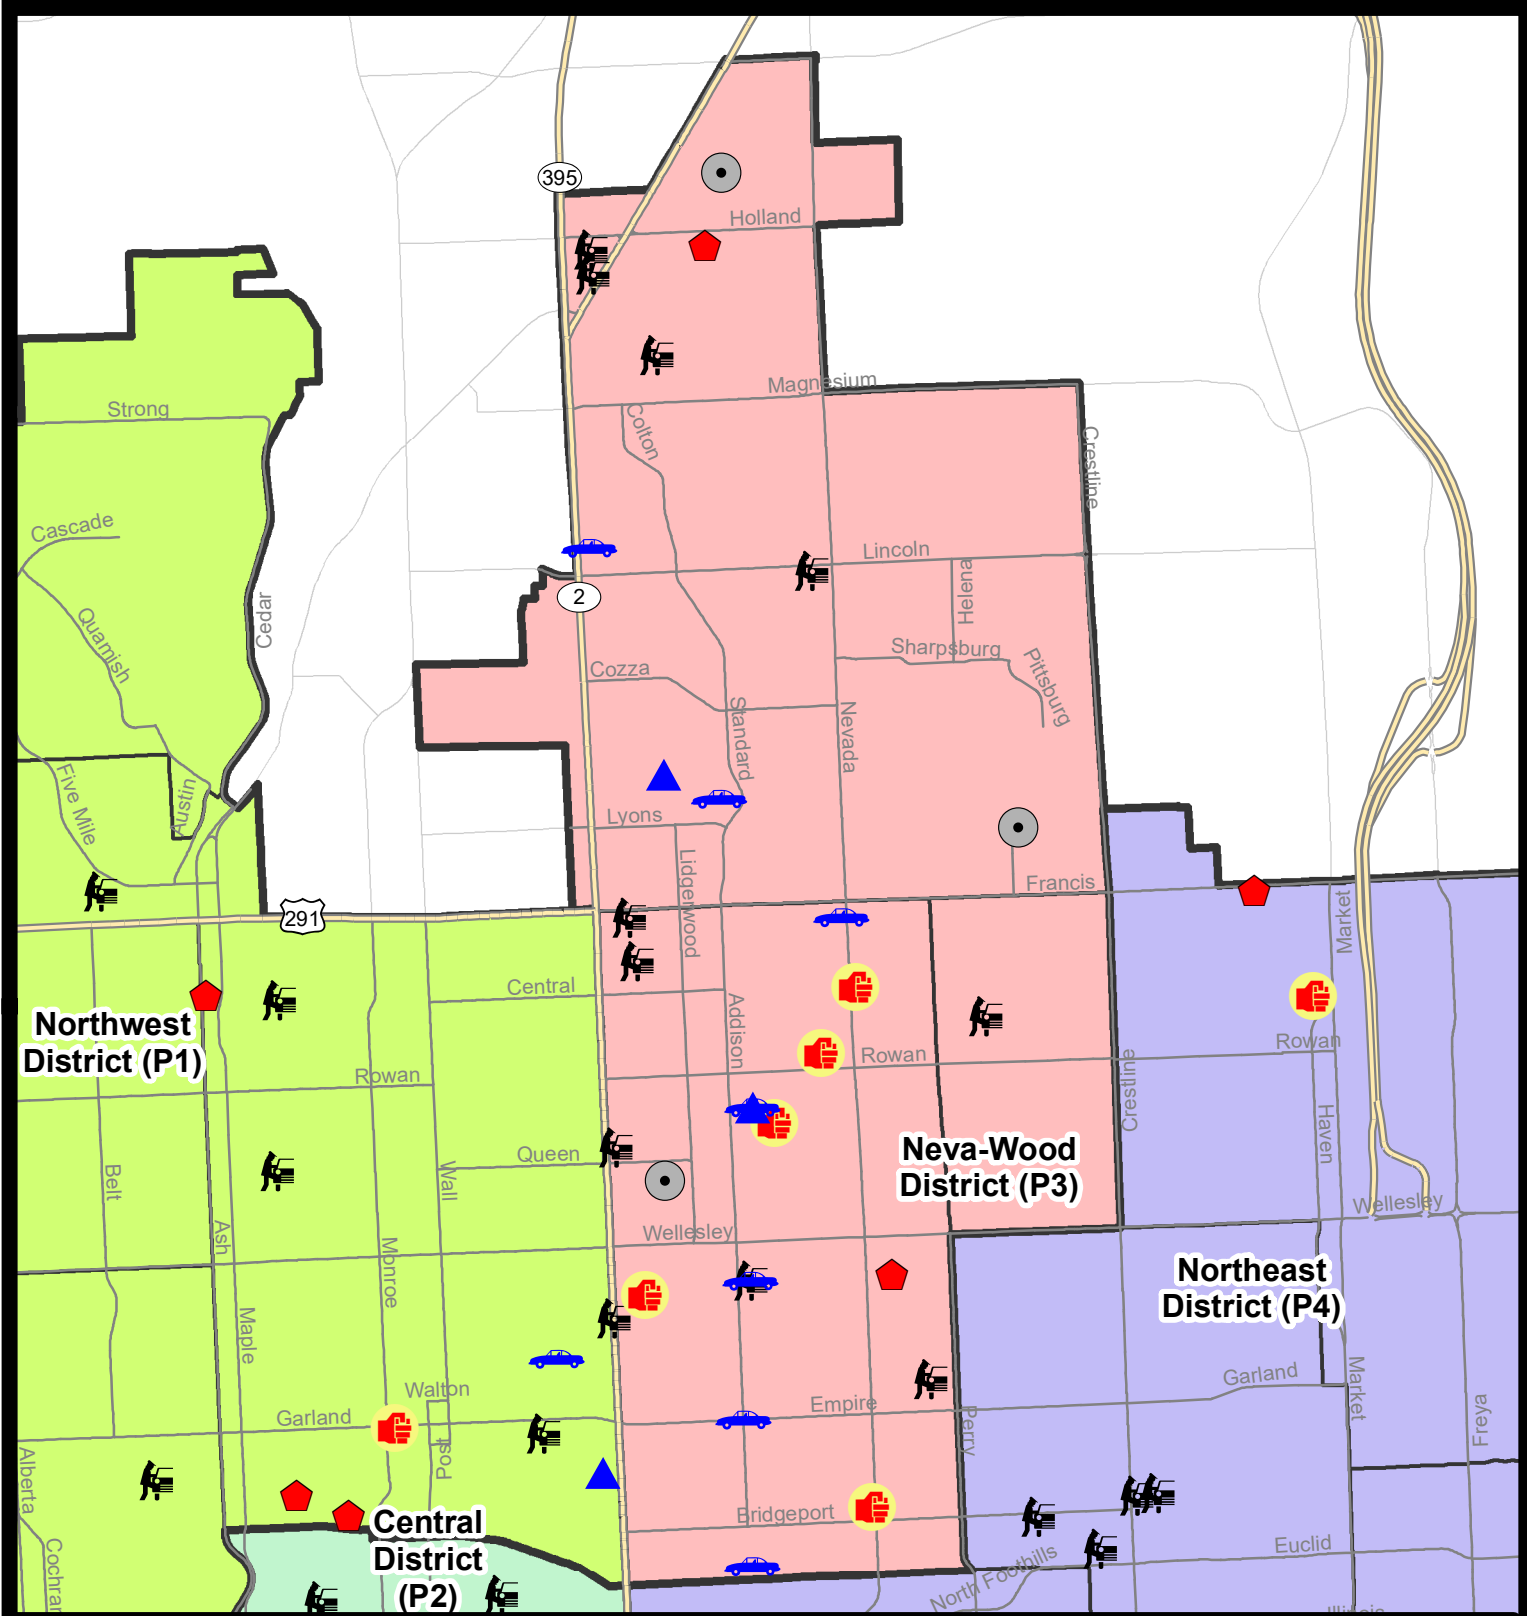 395
Holland
Magnesium
Strong
Colton
Crestline
Cascade
Lincoln
Helena
2
Cedar
Quamish
Sharpsburg
Cozza
Pittsburg
Standard
Nevada
Five Mile
Austin
Lyons
Lidgerwood
Francis
291
Market
Central
Addison
Northwest
District (P1)
Rowan
Rowan
Rowan
Crestline
Haven
Queen
Neva-Wood
District (P3)
Belt
Wall
Ash
Wellesley
Wellesley
Monroe
Northeast
District (P4)
Maple
Walton
Garland
Empire
Garland
Market
Freya
Perry
Post
Alberta
Bridgeport
Central
District
(P2)
Cochran
Euclid
North Foothills